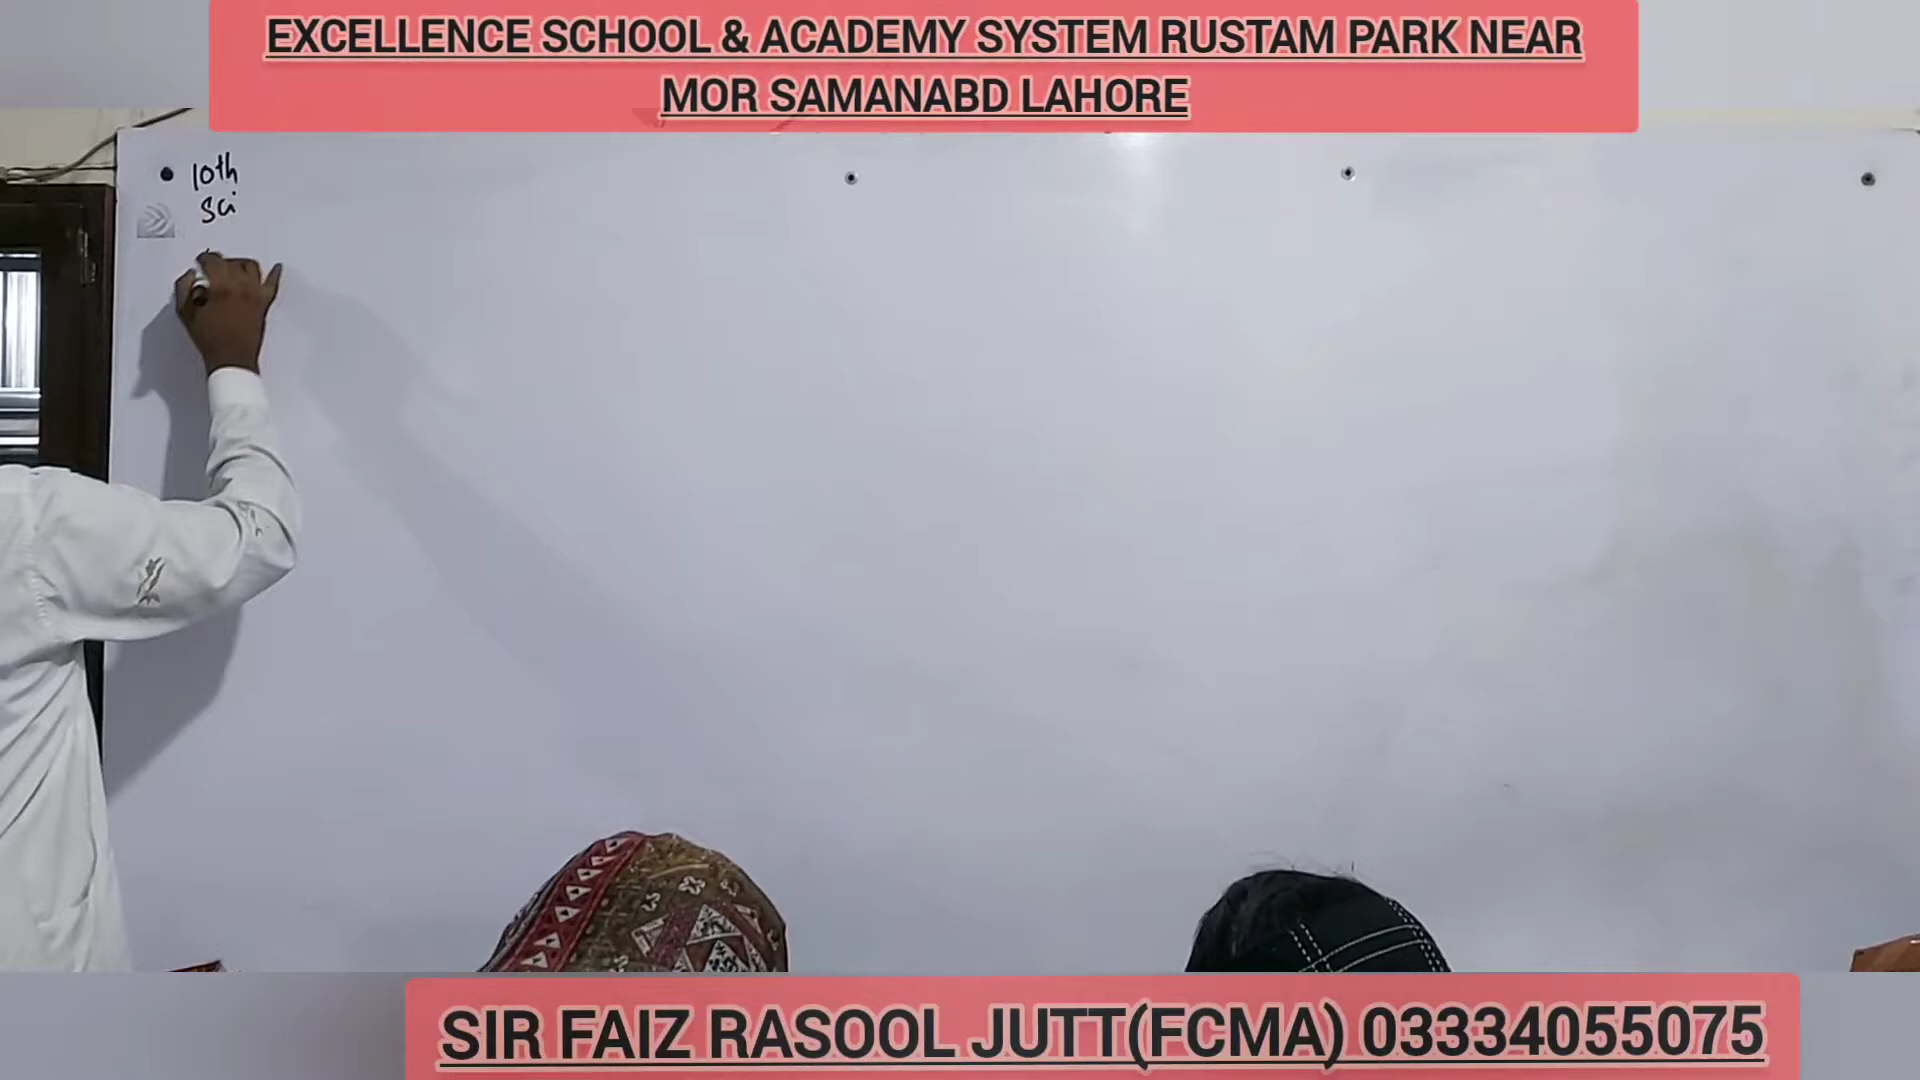 EXCELLENCE SCHOOL & ACADEMY SYSTEM RUSTAM PARK NEAR
MOR SAMANABD LAHORE
10th
Sci
SIR FAIZ RASOOL JUTT(FCMA) 03334055075